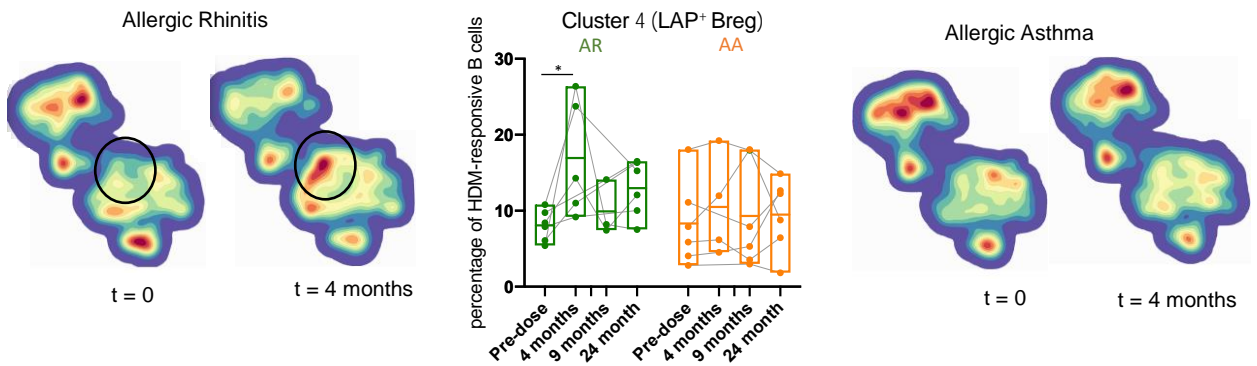 Allergic Rhinitis
t = 0
t = 4 months
Cluster 4 (LAP⁺ Breg)
AR
AA
percentage of HDM-responsive B cells
30
20
10
0
*
Pre-dose
4 months
9 months
24 month
Pre-dose
4 months
9 months
24 month
Allergic Asthma
t = 0
t = 4 months